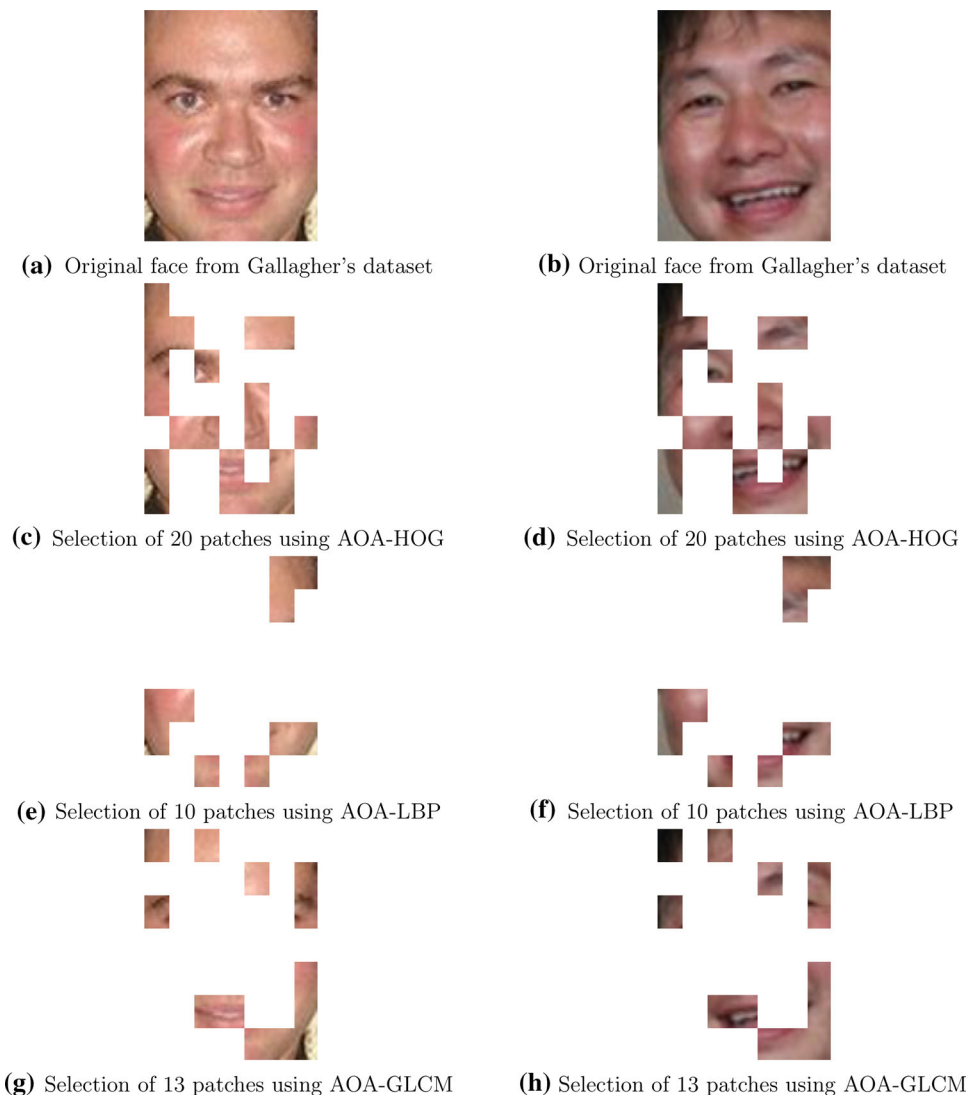 (a) Original face from Gallagher's dataset
(b) Original face from Gallagher's dataset
(c) Selection of 20 patches using AOA-HOG
(d) Selection of 20 patches using AOA-HOG
(e) Selection of 10 patches using AOA-LBP
(f) Selection of 10 patches using AOA-LBP
(g) Selection of 13 patches using AOA-GLCM
(h) Selection of 13 patches using AOA-GLCM